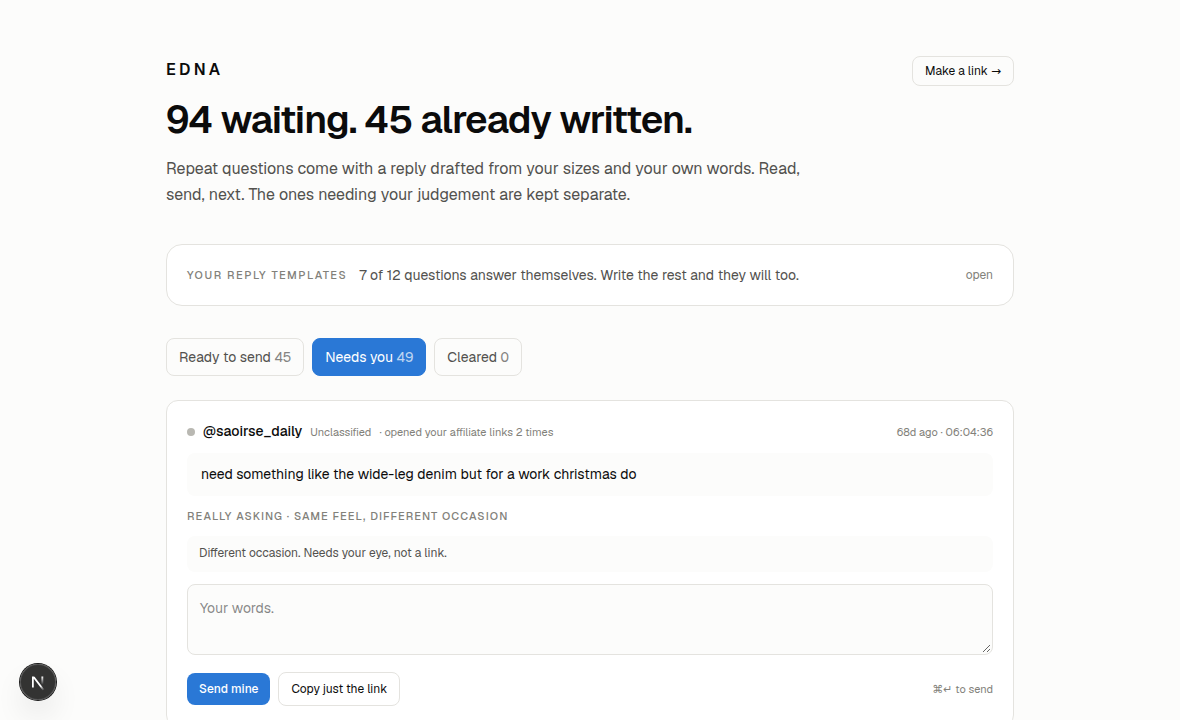 EDNA
Make a link →
94 waiting. 45 already written.
Repeat questions come with a reply drafted from your sizes and your own words. Read,
send, next. The ones needing your judgement are kept separate.
YOUR REPLY TEMPLATES 7 of 12 questions answer themselves. Write the rest and they will too. open
Ready to send 45 Needs you 49 Cleared 0
@saoirse_daily Unclassified · opened your affiliate links 2 times 68d ago · 06:04:36
need something like the wide-leg denim but for a work christmas do
REALLY ASKING · SAME FEEL, DIFFERENT OCCASION
Different occasion. Needs your eye, not a link.
Your words.
Send mine Copy just the link ⌘↵ to send
N